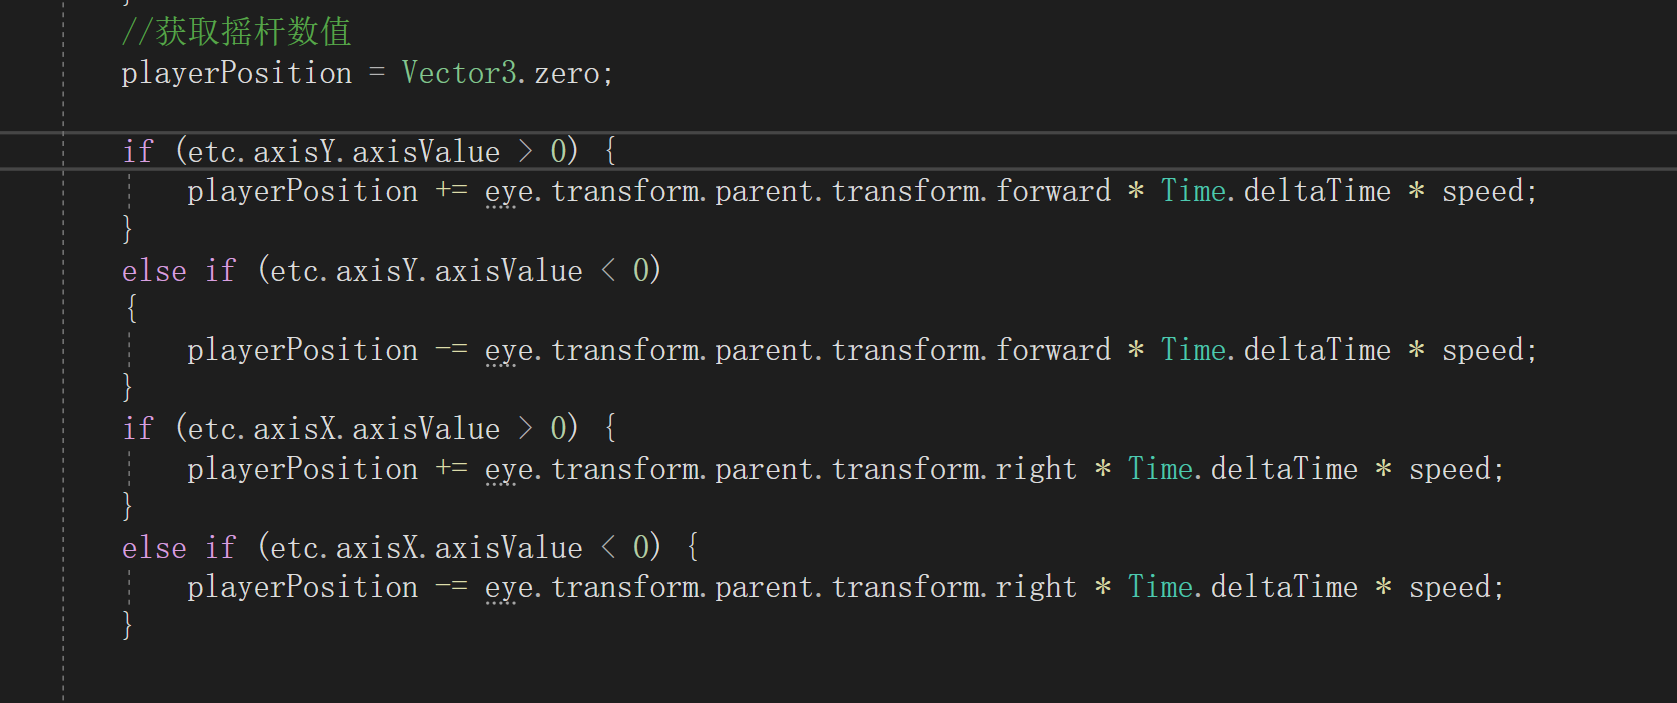 }
//获取摇杆数值
playerPosition = Vector3.zero;
if (etc.axisY.axisValue > 0) {
playerPosition += eye.transform.parent.transform.forward * Time.deltaTime * speed;
}
else if (etc.axisY.axisValue < 0)
{
playerPosition -= eye.transform.parent.transform.forward * Time.deltaTime * speed;
}
if (etc.axisX.axisValue > 0) {
playerPosition += eye.transform.parent.transform.right * Time.deltaTime * speed;
}
else if (etc.axisX.axisValue < 0) {
playerPosition -= eye.transform.parent.transform.right * Time.deltaTime * speed;
}